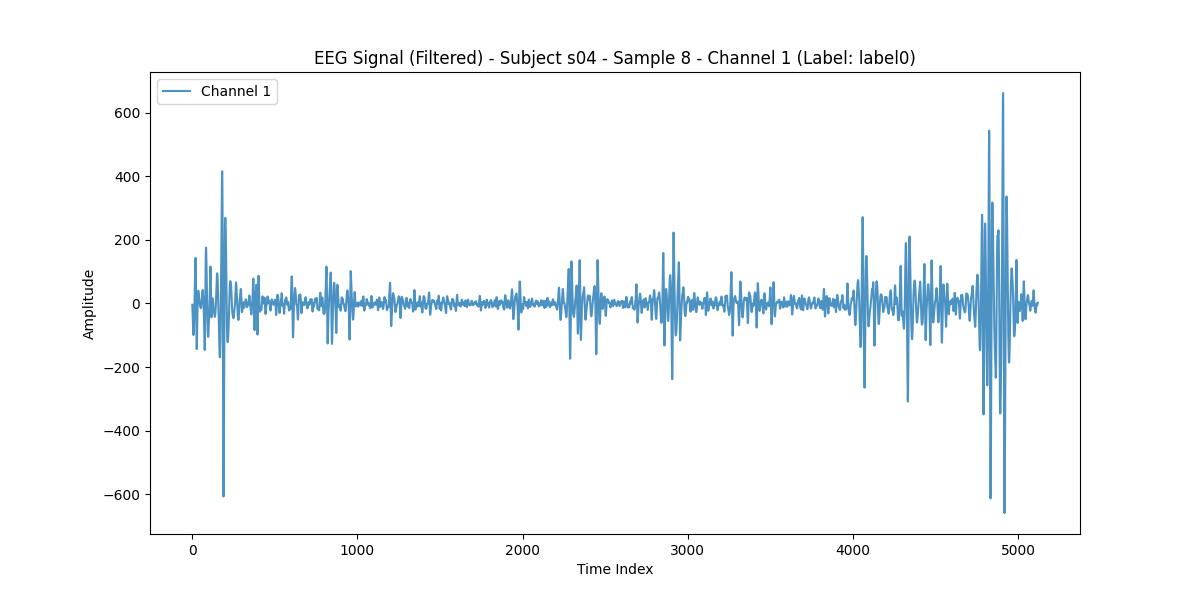 EEG Signal (Filtered) - Subject s04 - Sample 8 - Channel 1 (Label: label0)
Channel 1
600
400
200
0
−200
−400
−600
Amplitude
0 1000 2000 3000 4000 5000
Time Index